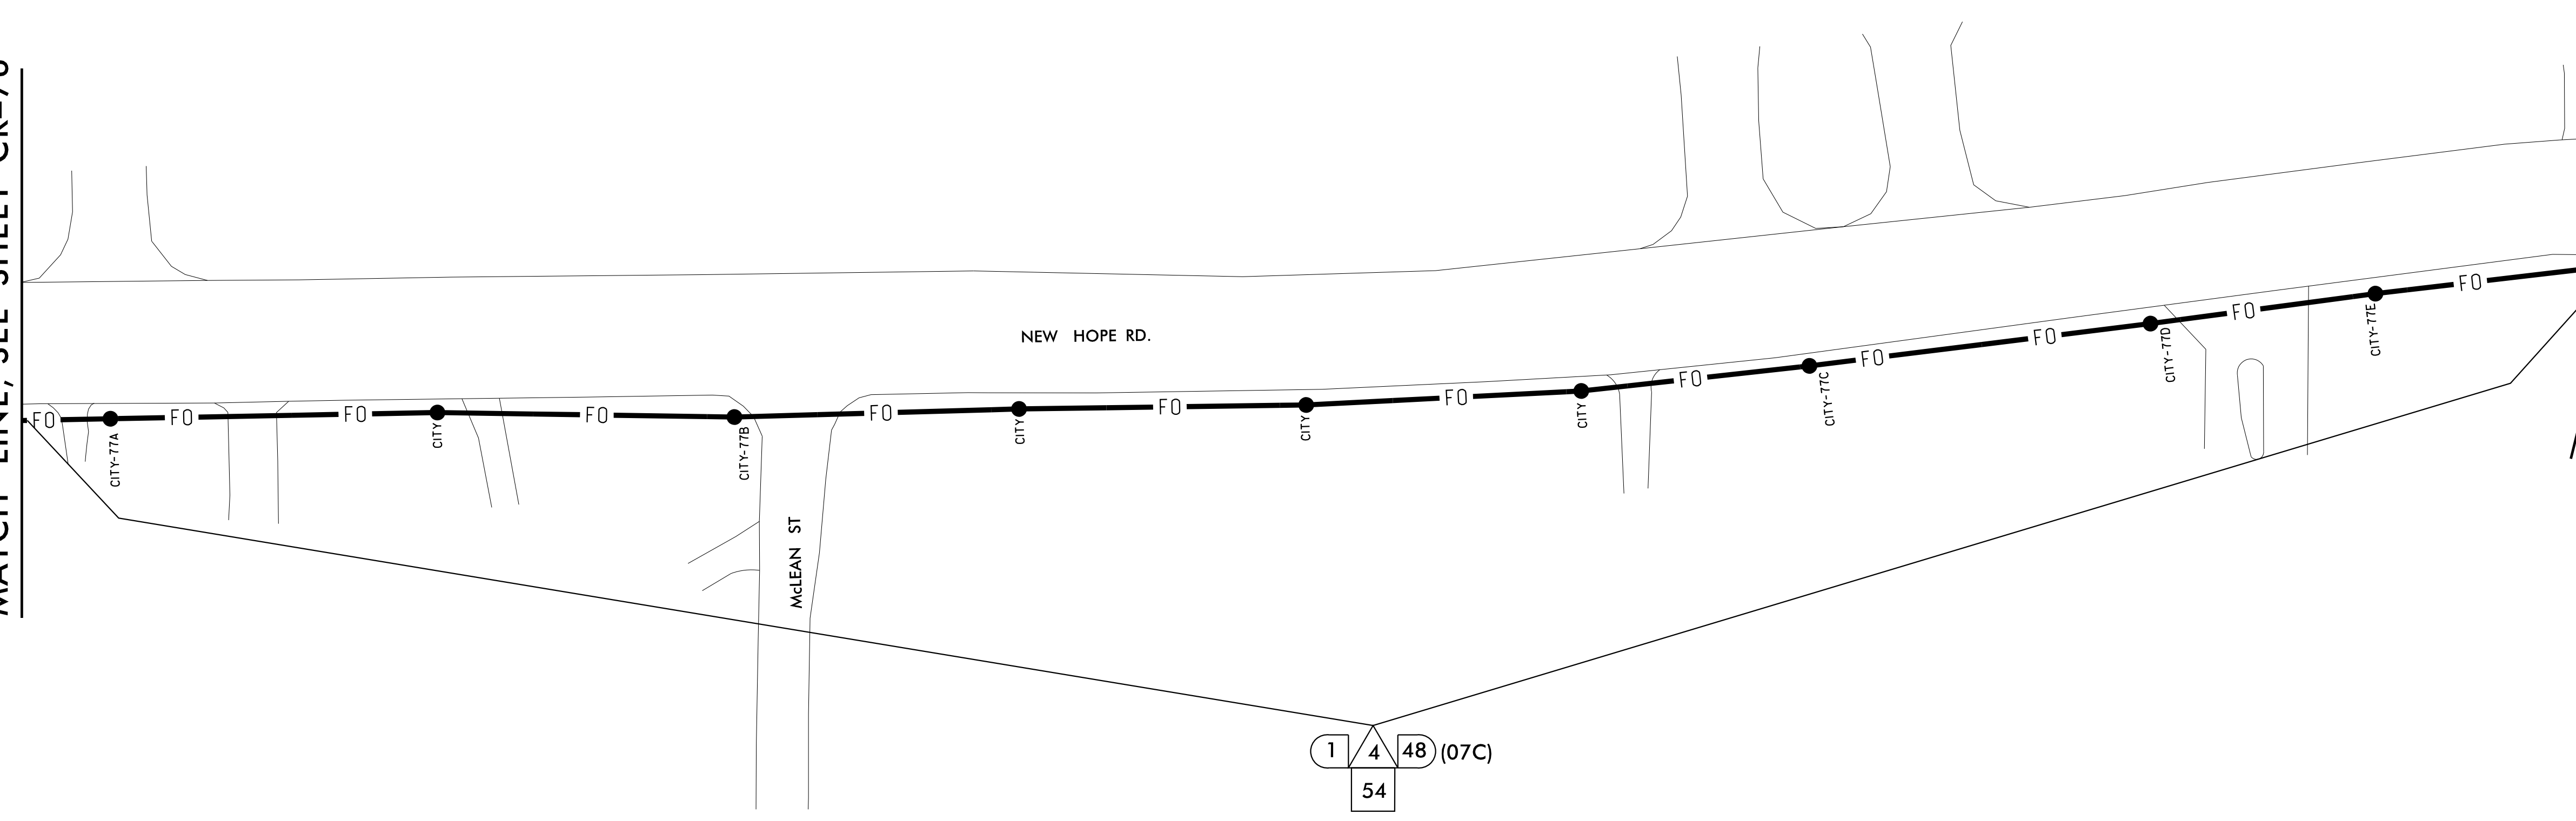 MATCH LINE, SEE SHEET CR-76
NEW HOPE RD.
FO
CITY-77A
FO
FO
CITY
FO
CITY-77B
FO
CITY
FO
CITY
FO
CITY
FO
CITY-77C
FO
FO
CITY-77D
FO
CITY-77E
FO
McLEAN ST
1 4 48 (07C)
54